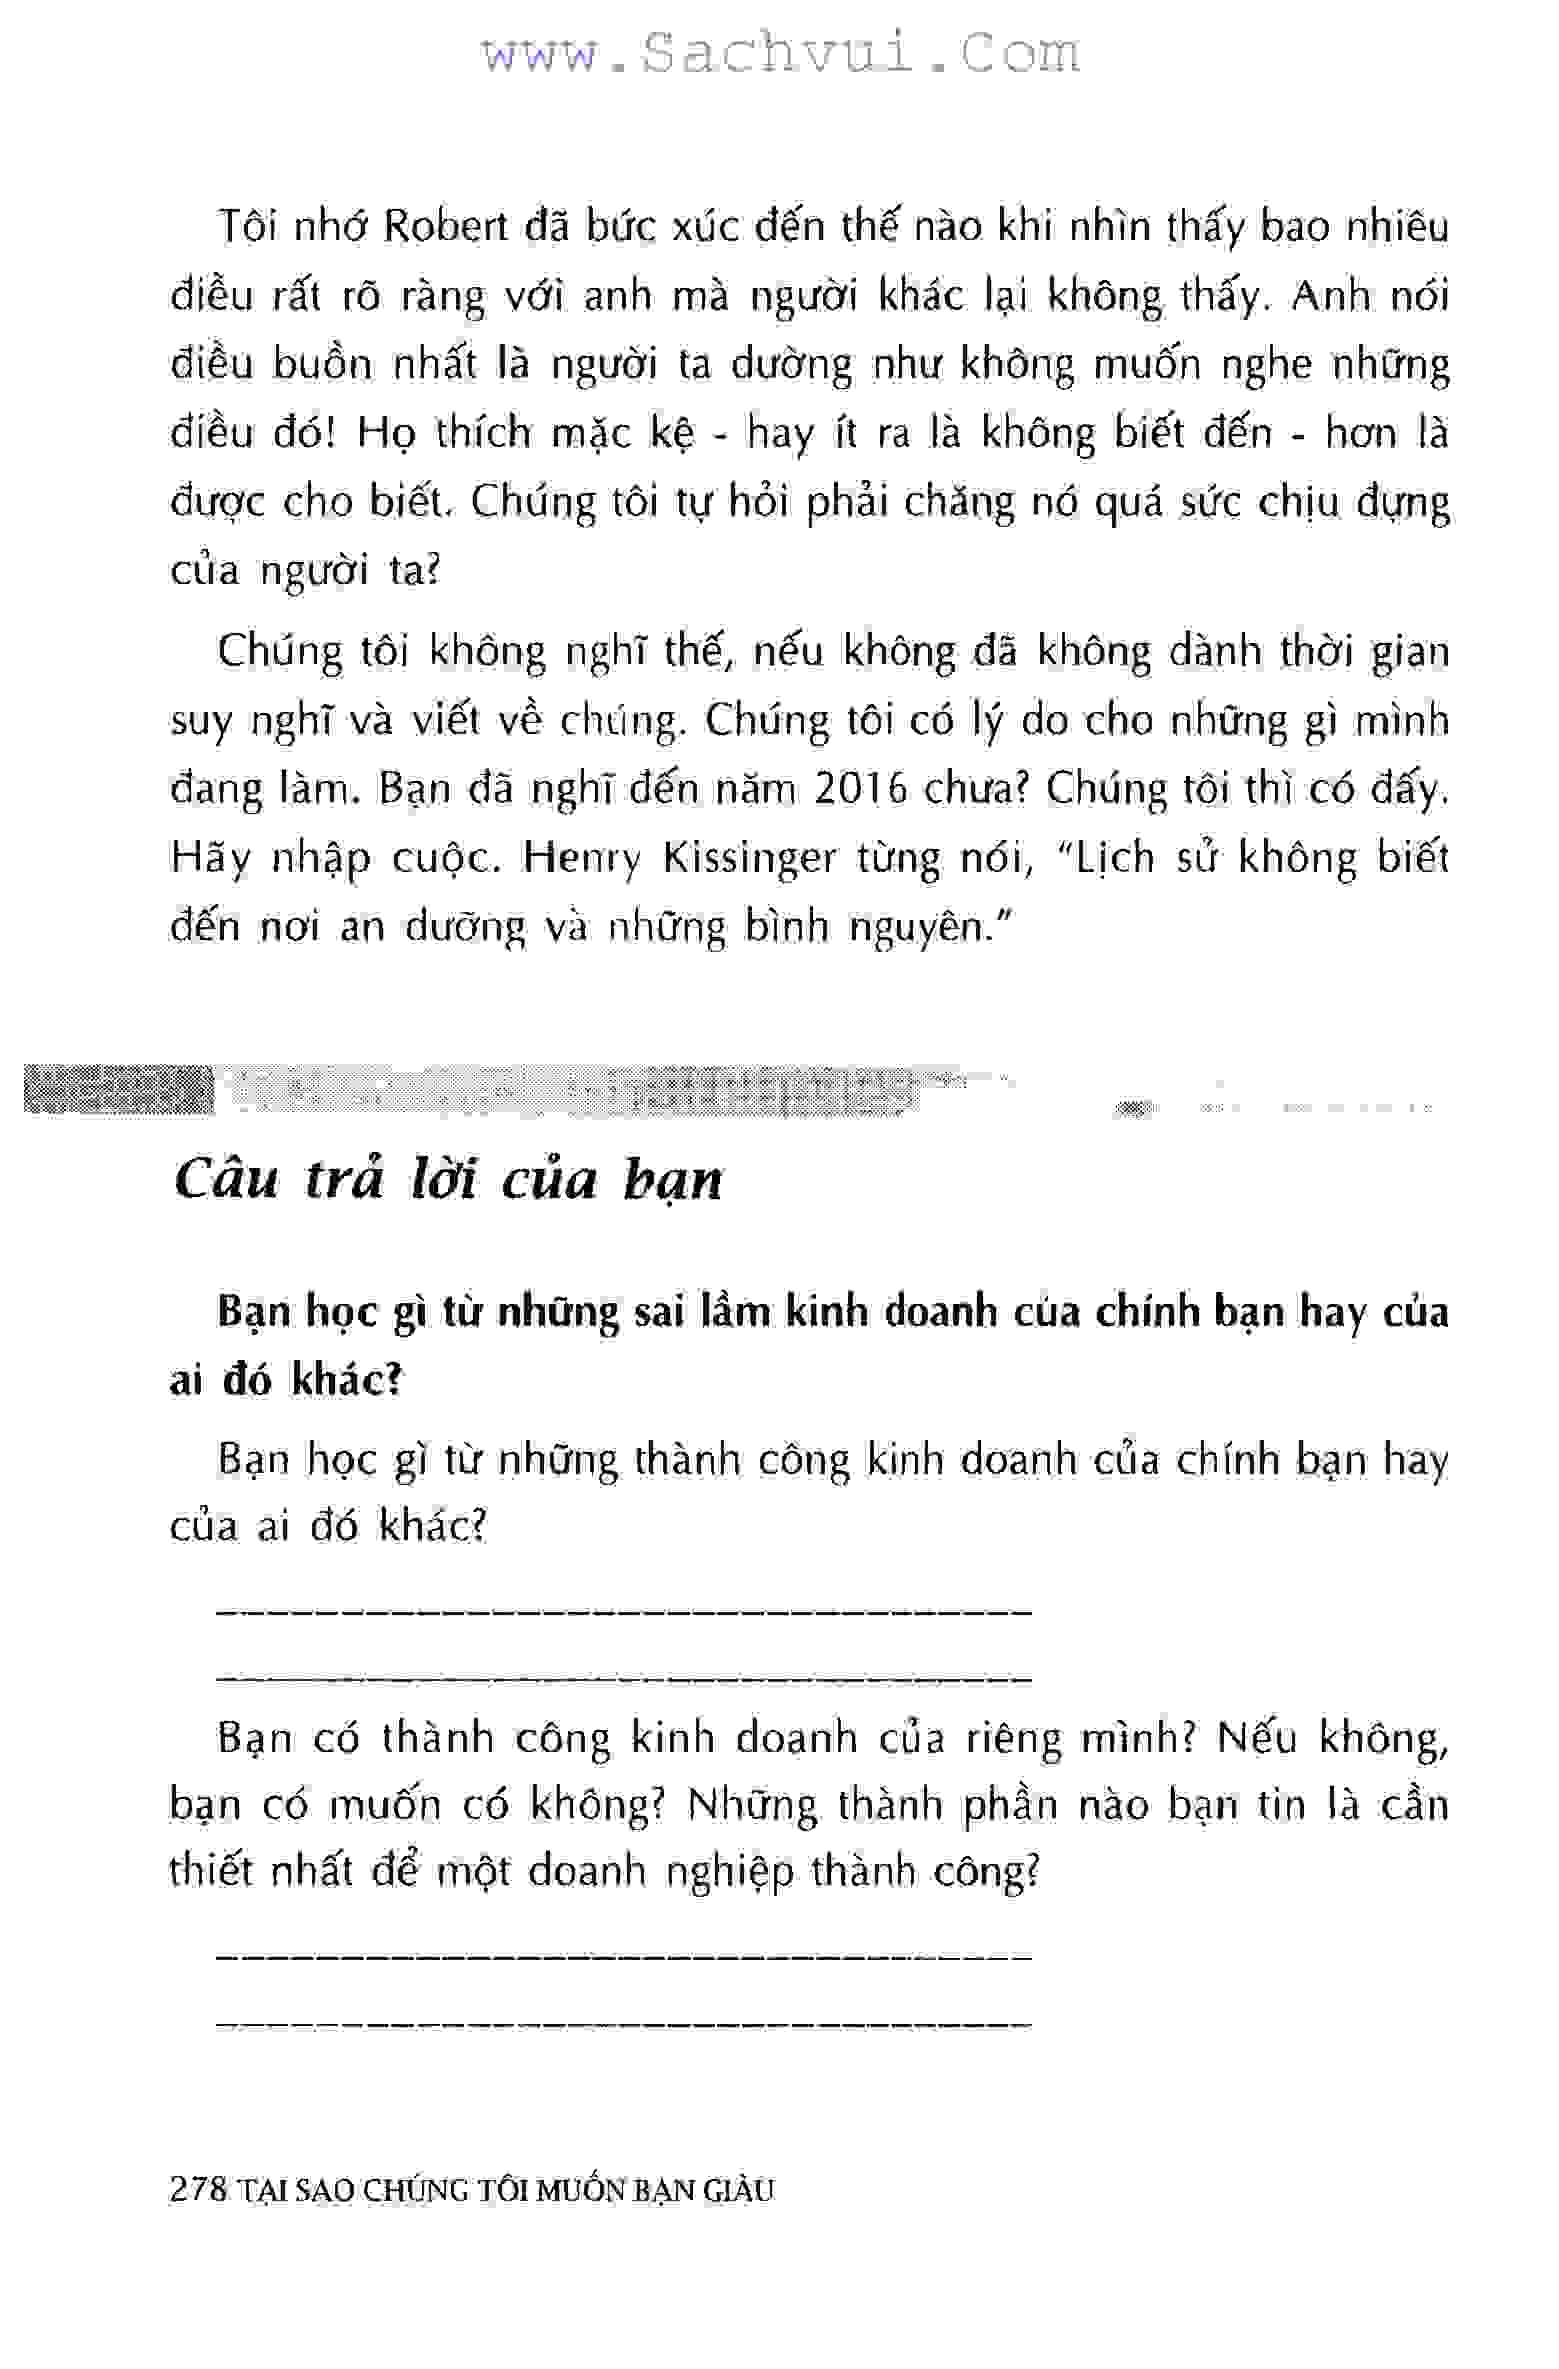 www.Sachvui.Com
Tôi nhớ Robert đã bức xúc đến thế nào khi nhìn thấy bao nhiêu
điều rất rõ ràng với anh mà người khác lại không thấy. Anh nói
điều buồn nhất là người ta dường như không muốn nghe những
điều đó! Họ thích mặc kệ - hay ít ra là không biết đến - hơn là
được cho biết. Chúng tôi tự hỏi phải chăng nó quá sức chịu đựng
của người ta?
Chúng tôi không nghĩ thế, nếu không đã không dành thời gian
suy nghĩ và viết về chúng. Chúng tôi có lý do cho những gì mình
đang làm. Bạn đã nghĩ đến năm 2016 chưa? Chúng tôi thì có đấy.
Hãy nhập cuộc. Henry Kissinger từng nói, "Lịch sử không biết
đến nơi an dưỡng và những bình nguyên."
Câu trả lời của bạn
Bạn học gì từ những sai lầm kinh doanh của chính bạn hay của
ai đó khác?
Bạn học gì từ những thành công kinh doanh của chính bạn hay
của ai đó khác?
Bạn có thành công kinh doanh của riêng mình? Nếu không,
bạn có muốn có không? Những thành phần nào bạn tin là cần
thiết nhất để một doanh nghiệp thành công?
278 TẠI SAO CHÚNG TÔI MUỐN BẠN GIÀU